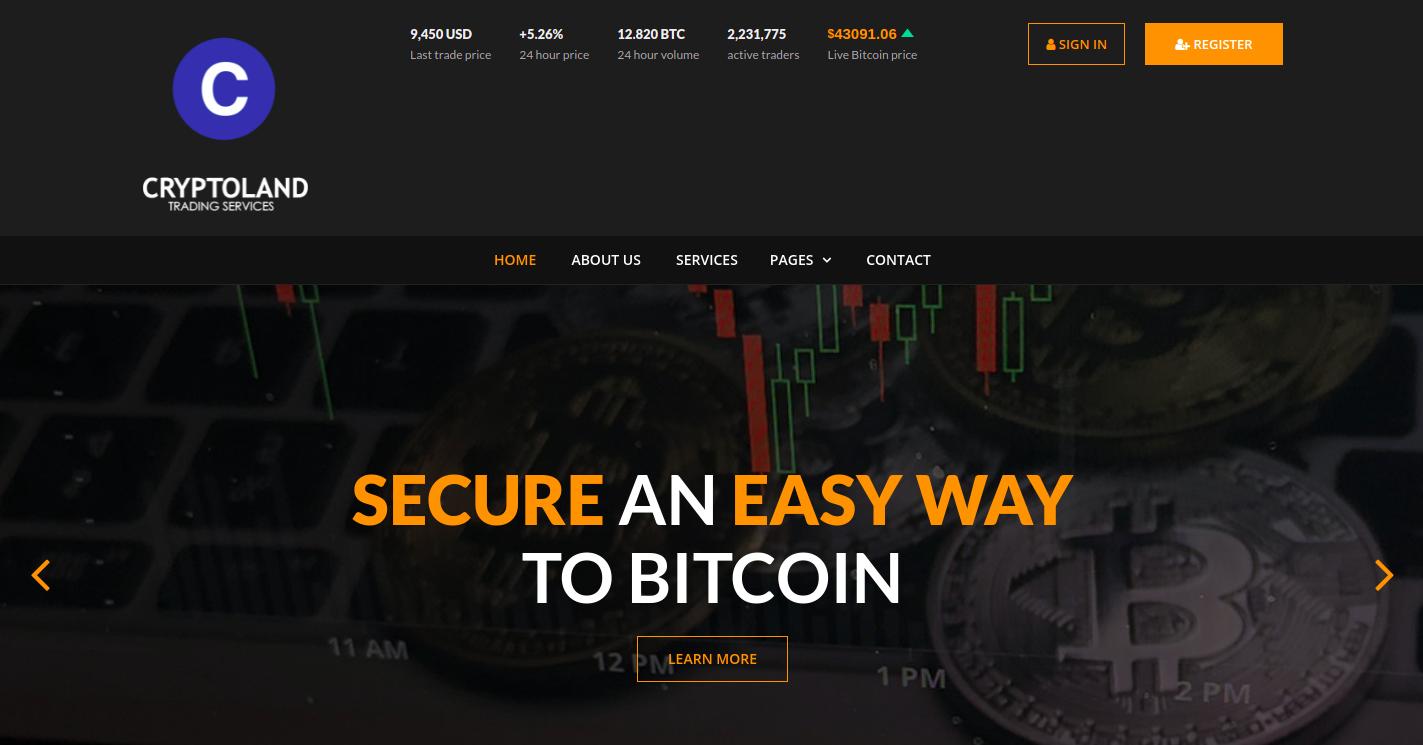 C
CRYPTOLAND
TRADING SERVICES
9,450 USD
Last trade price
+5.26%
24 hour price
12.820 BTC
24 hour volume
2,231,775
active traders
$43091.06
Live Bitcoin price
SIGN IN
REGISTER
HOME
ABOUT US
SERVICES
PAGES
CONTACT
SECURE AN EASY WAY
TO BITCOIN
LEARN MORE
11 AM
12 PM
1 PM
2 PM